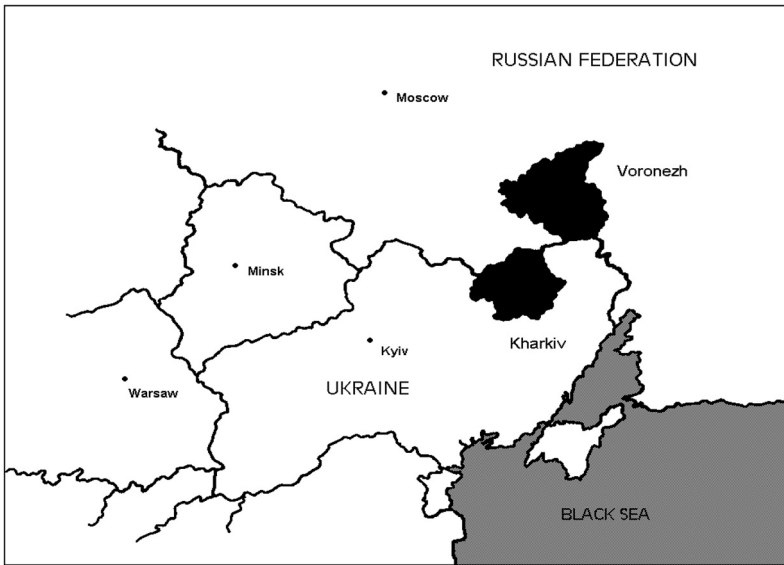 RUSSIAN FEDERATION
Moscow
Voronezh
Minsk
Kharkiv
Kyiv
Warsaw
UKRAINE
BLACK SEA